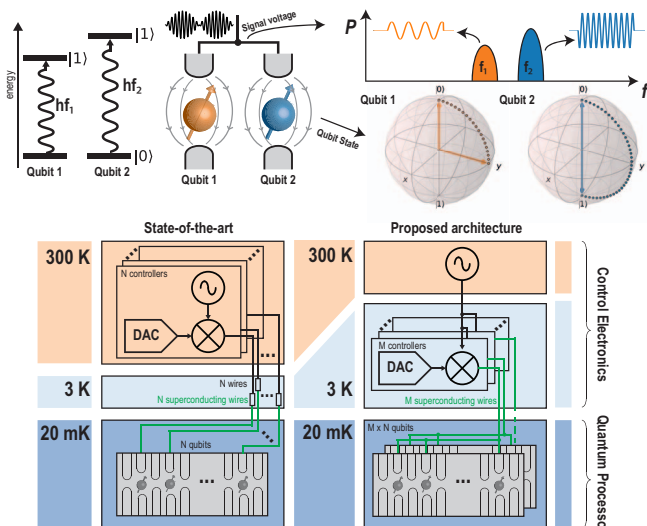 energy
|1⟩
|1⟩
hf1
hf2
|0⟩
Qubit 1
Qubit 2
Signal voltage
Qubit 1
Qubit 2
Qubit State
P
f1
f2
f
Qubit 1
Qubit 2
|0⟩
|0⟩
x
y
x
y
|1⟩
|1⟩
State-of-the-art
Proposed architecture
300 K
N controllers
DAC
...
3 K
N wires
N superconducting wires
...
20 mK
N qubits
...
300 K
M controllers
DAC
3 K
M superconducting wires
20 mK
M x N qubits
...
Control Electronics
Quantum